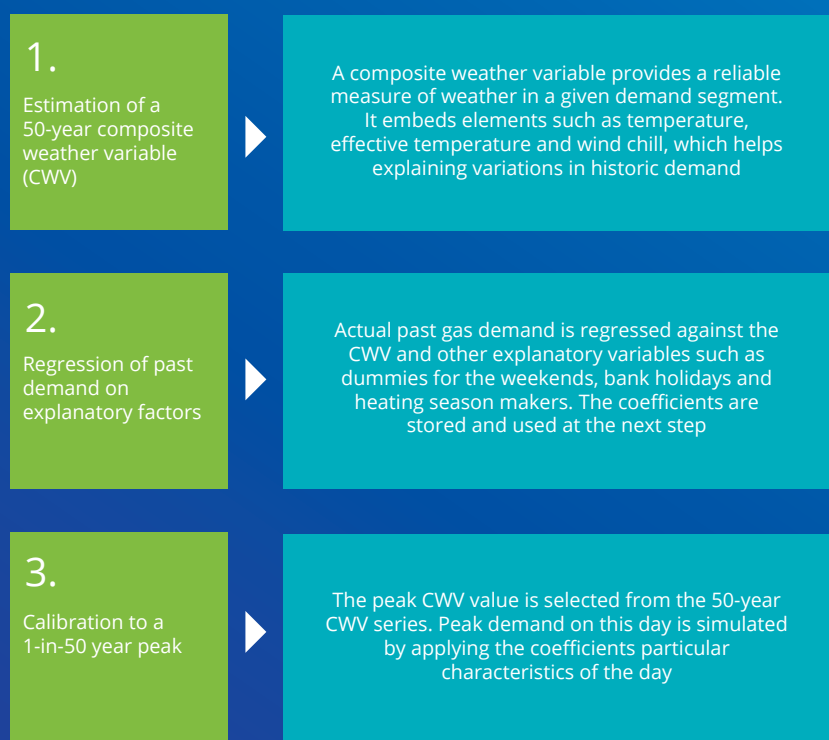 1.
Estimation of a
50-year composite
weather variable
(CWV)
A composite weather variable provides a reliable
measure of weather in a given demand segment.
It embeds elements such as temperature,
effective temperature and wind chill, which helps
explaining variations in historic demand
2.
Regression of past
demand on
explanatory factors
Actual past gas demand is regressed against the
CWV and other explanatory variables such as
dummies for the weekends, bank holidays and
heating season makers. The coefficients are
stored and used at the next step
3.
Calibration to a
1-in-50 year peak
The peak CWV value is selected from the 50-year
CWV series. Peak demand on this day is simulated
by applying the coefficients particular
characteristics of the day